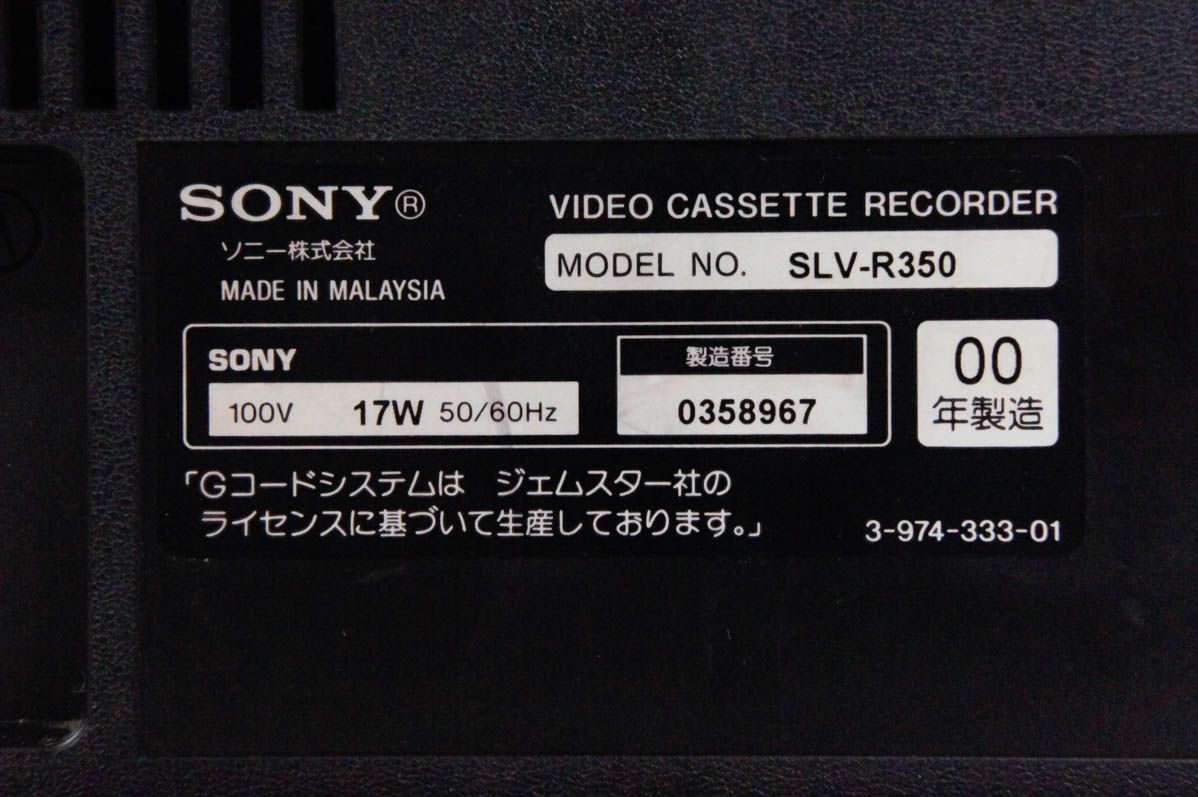 SONY®
ソニー株式会社
MADE IN MALAYSIA
VIDEO CASSETTE RECORDER
MODEL NO. SLV-R350
SONY
100V 17W 50/60Hz
製造番号
0358967
00
年製造
「Gコードシステムは ジェムスター社の
ライセンスに基づいて生産しております。」
3-974-333-01